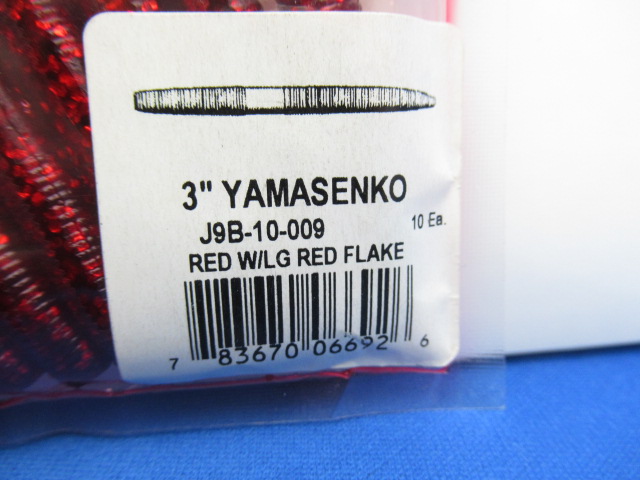 3" YAMASENKO
J9B-10-009 10 Ea.
RED W/LG RED FLAKE
7 83670 06692 6